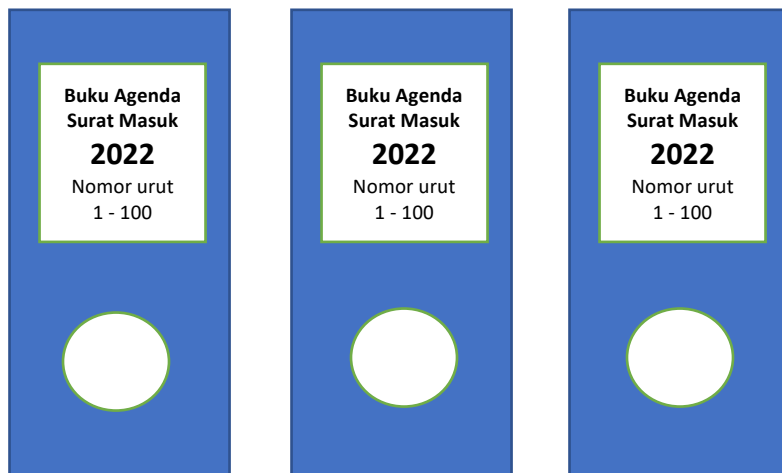 Buku Agenda
Surat Masuk
2022
Nomor urut
1 - 100
Buku Agenda
Surat Masuk
2022
Nomor urut
1 - 100
Buku Agenda
Surat Masuk
2022
Nomor urut
1 - 100